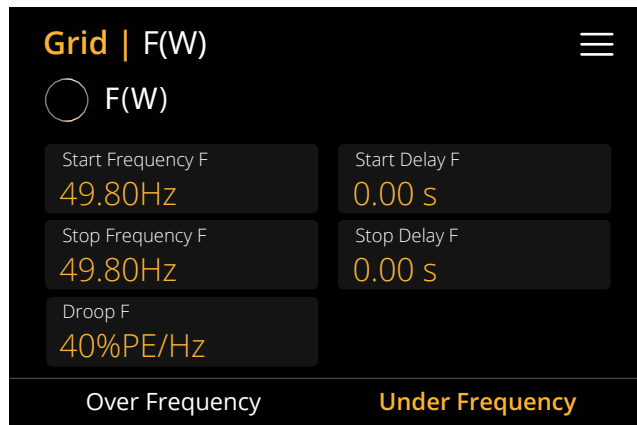 Grid | F(W)
F(W)
Start Frequency F
49.80Hz
Start Delay F
0.00 s
Stop Frequency F
49.80Hz
Stop Delay F
0.00 s
Droop F
40%PE/Hz
Over Frequency
Under Frequency